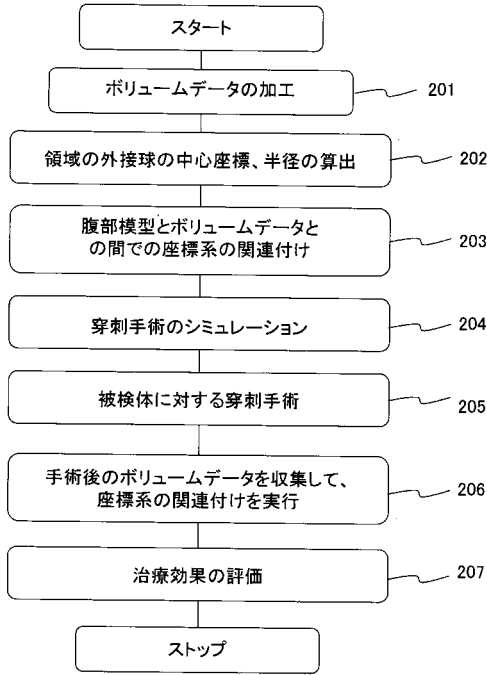 スタート
ボリュームデータの加工
201
領域の外接球の中心座標、半径の算出
202
腹部模型とボリュームデータと
の間での座標系の関連付け
203
穿刺手術のシミュレーション
204
被検体に対する穿刺手術
205
手術後のボリュームデータを収集して、
座標系の関連付けを実行
206
治療効果の評価
207
ストップ